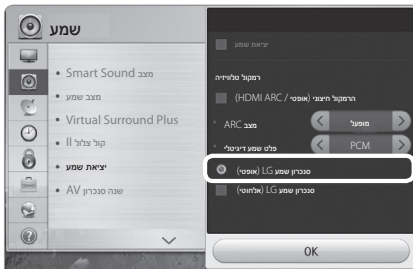 שמע
מצב Smart Sound
מצב שמע
Virtual Surround Plus
קול צלול II
יציאת שמע
שנה סנכרון AV
יציאת שמע
רמקול טלוויזיה
הרמקול חיצוני (אופטי / HDMI ARC)
מצב ARC
מופעל
פלט שמע דיגיטלי
PCM
סנכרון שמע LG (אופטי)
סנכרון שמע LG (אלחוטי)
OK